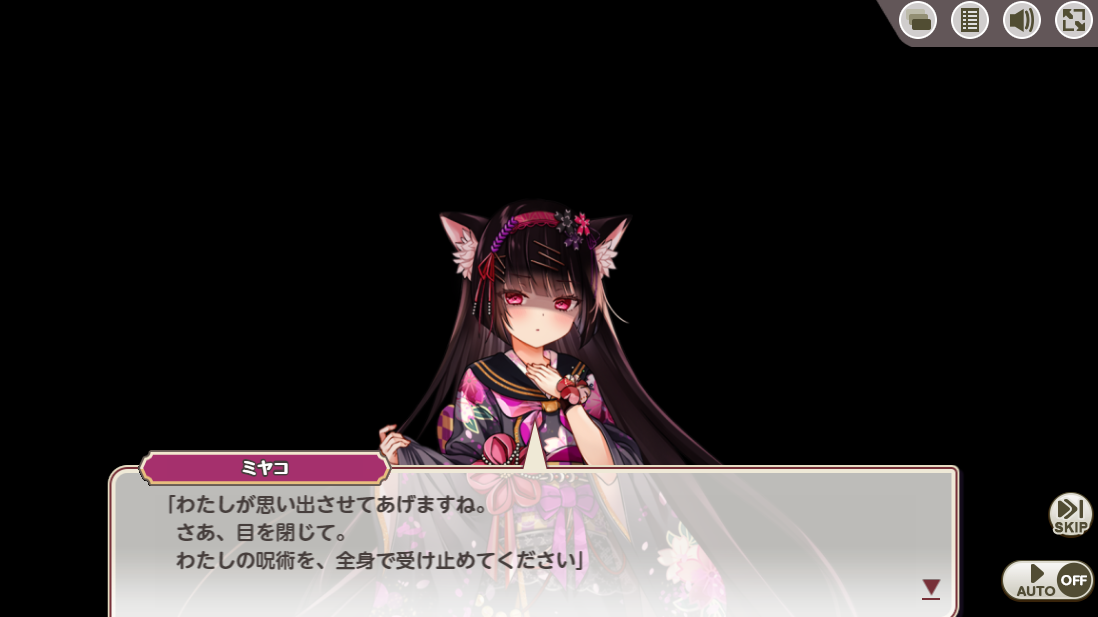 ミヤコ
「わたしが思い出させてあげますね。
さあ、目を閉じて。
わたしの呪術を、全身で受け止めてください」
SKIP
AUTO OFF